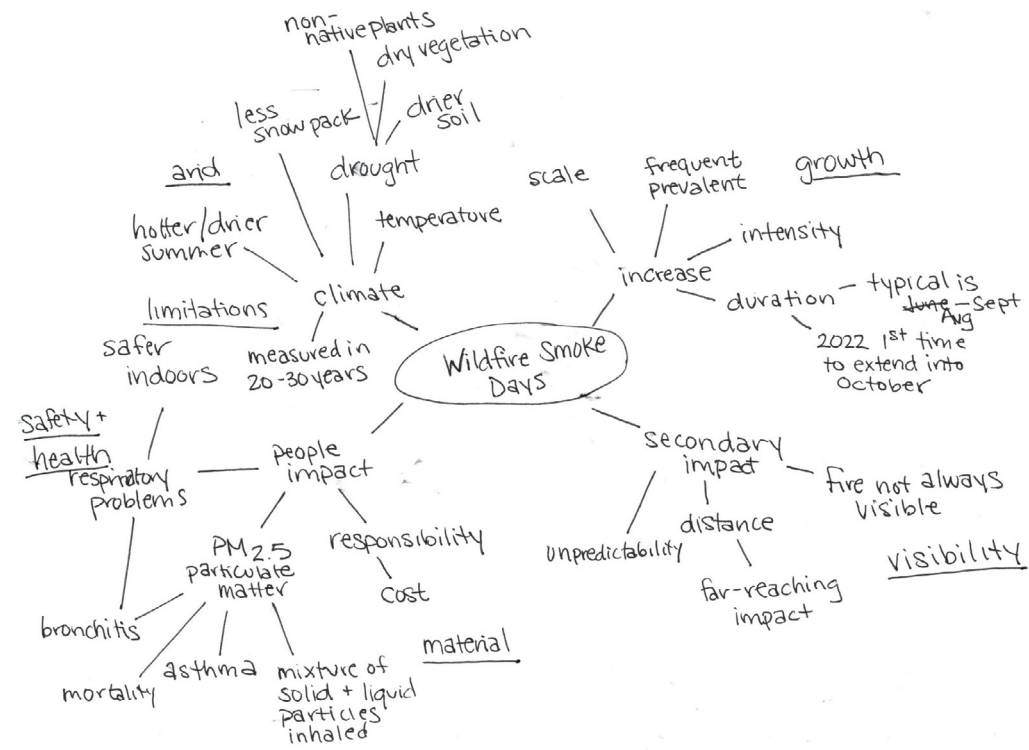 non-
native plants
dry vegetation
less
snow pack
drier
soil
drought
arid
temperature
hotter/drier
summer
climate
limitations
measured in
20-30 years
scale
frequent
prevalent
growth
intensity
increase
duration
typical is
June - Sept
Aug
2022 1st time
to extend into
October
Wildfire Smoke
Days
safer
indoors
safety +
health
respiratory
problems
people
impact
PM 2.5
particulate
matter
responsibility
cost
bronchitis
mortality
asthma
mixture of
solid + liquid
particles
inhaled
material
secondary
impact
fire not always
visible
unpredictability
distance
far-reaching
impact
visibility